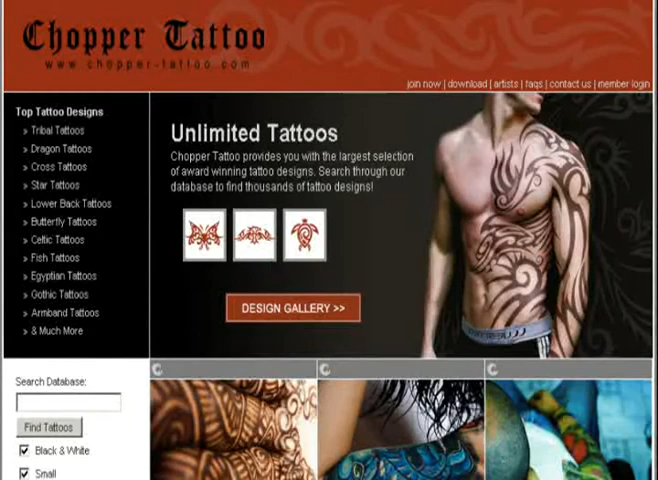 Chopper Tattoo
www.chopper-tattoo.com
join now | download | artists | faqs | contact us | member login
Top Tattoo Designs
» Tribal Tattoos
» Dragon Tattoos
» Cross Tattoos
» Star Tattoos
» Lower Back Tattoos
» Butterfly Tattoos
» Celtic Tattoos
» Fish Tattoos
» Egyptian Tattoos
» Gothic Tattoos
» Armband Tattoos
» & Much More
Unlimited Tattoos
Chopper Tattoo provides you with the largest selection
of award winning tattoo designs. Search through our
database to find thousands of tattoo designs!
DESIGN GALLERY >>
Search Database:
Find Tattoos
Black & White
Small